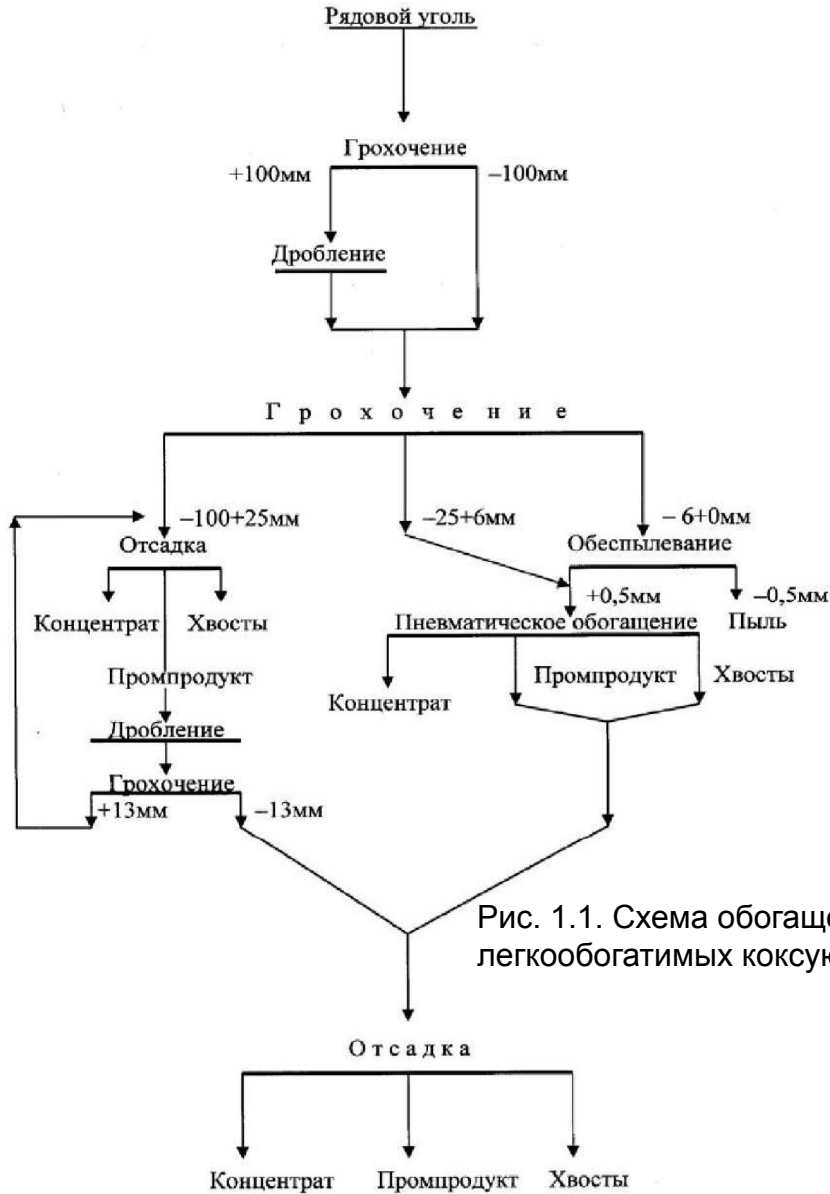 Рядовой уголь
Грохочение
+100мм –100мм
Дробление
Грохочение
–100+25мм –25+6мм – 6+0мм
Отсадка Обеспылевание
+0,5мм –0,5мм
Концентрат Хвосты Пневматическое обогащение Пыль
Промпродукт Промпродукт Хвосты
Концентрат
Дробление
Грохочение
+13мм –13мм
Рис. 1.1. Схема
легкообогатимых
Отсадка
Концентрат Промпродукт Хвосты